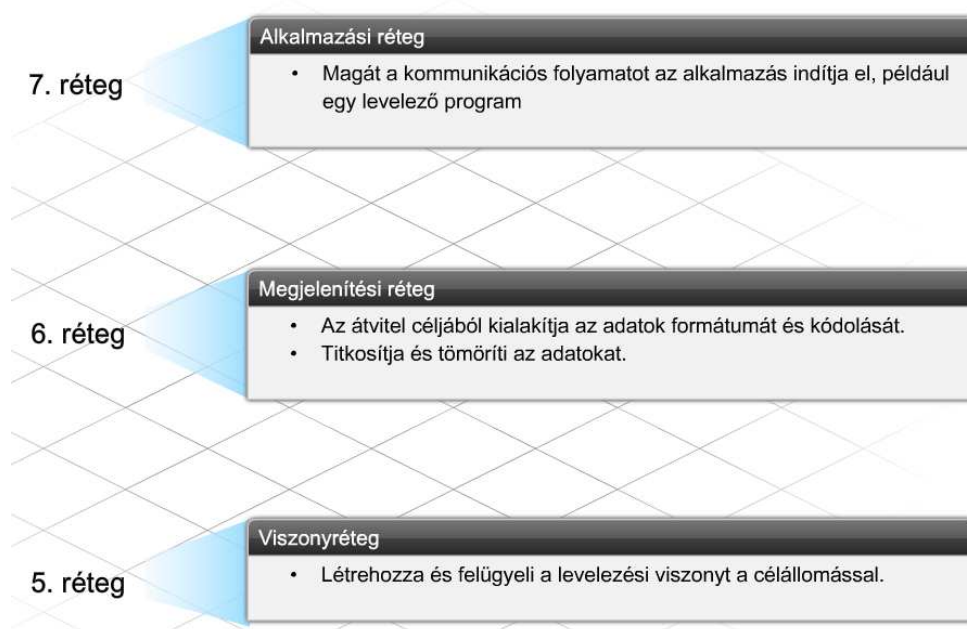 Alkalmazási réteg
7. réteg
• Magát a kommunikációs folyamatot az alkalmazás indítja el, például
egy levelező program
Megjelenítési réteg
6. réteg
• Az átvitel céljából kialakítja az adatok formátumát és kódolását.
• Titkosítja és tömöríti az adatokat.
Viszonyréteg
5. réteg
• Létrehozza és felügyeli a levelezési viszonyt a célállomással.